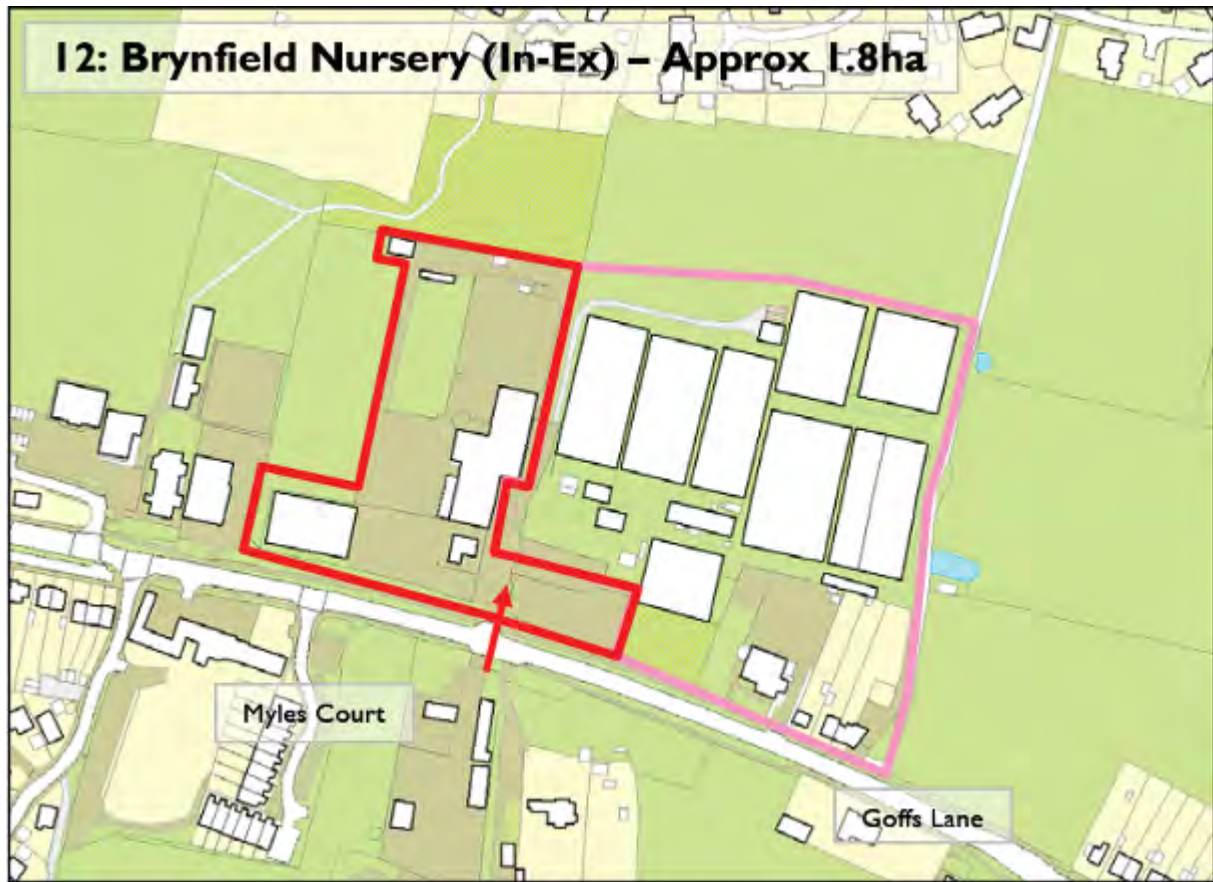 12: Brynfield Nursery (In-Ex) – Approx 1.8ha
Myles Court
Goffs Lane